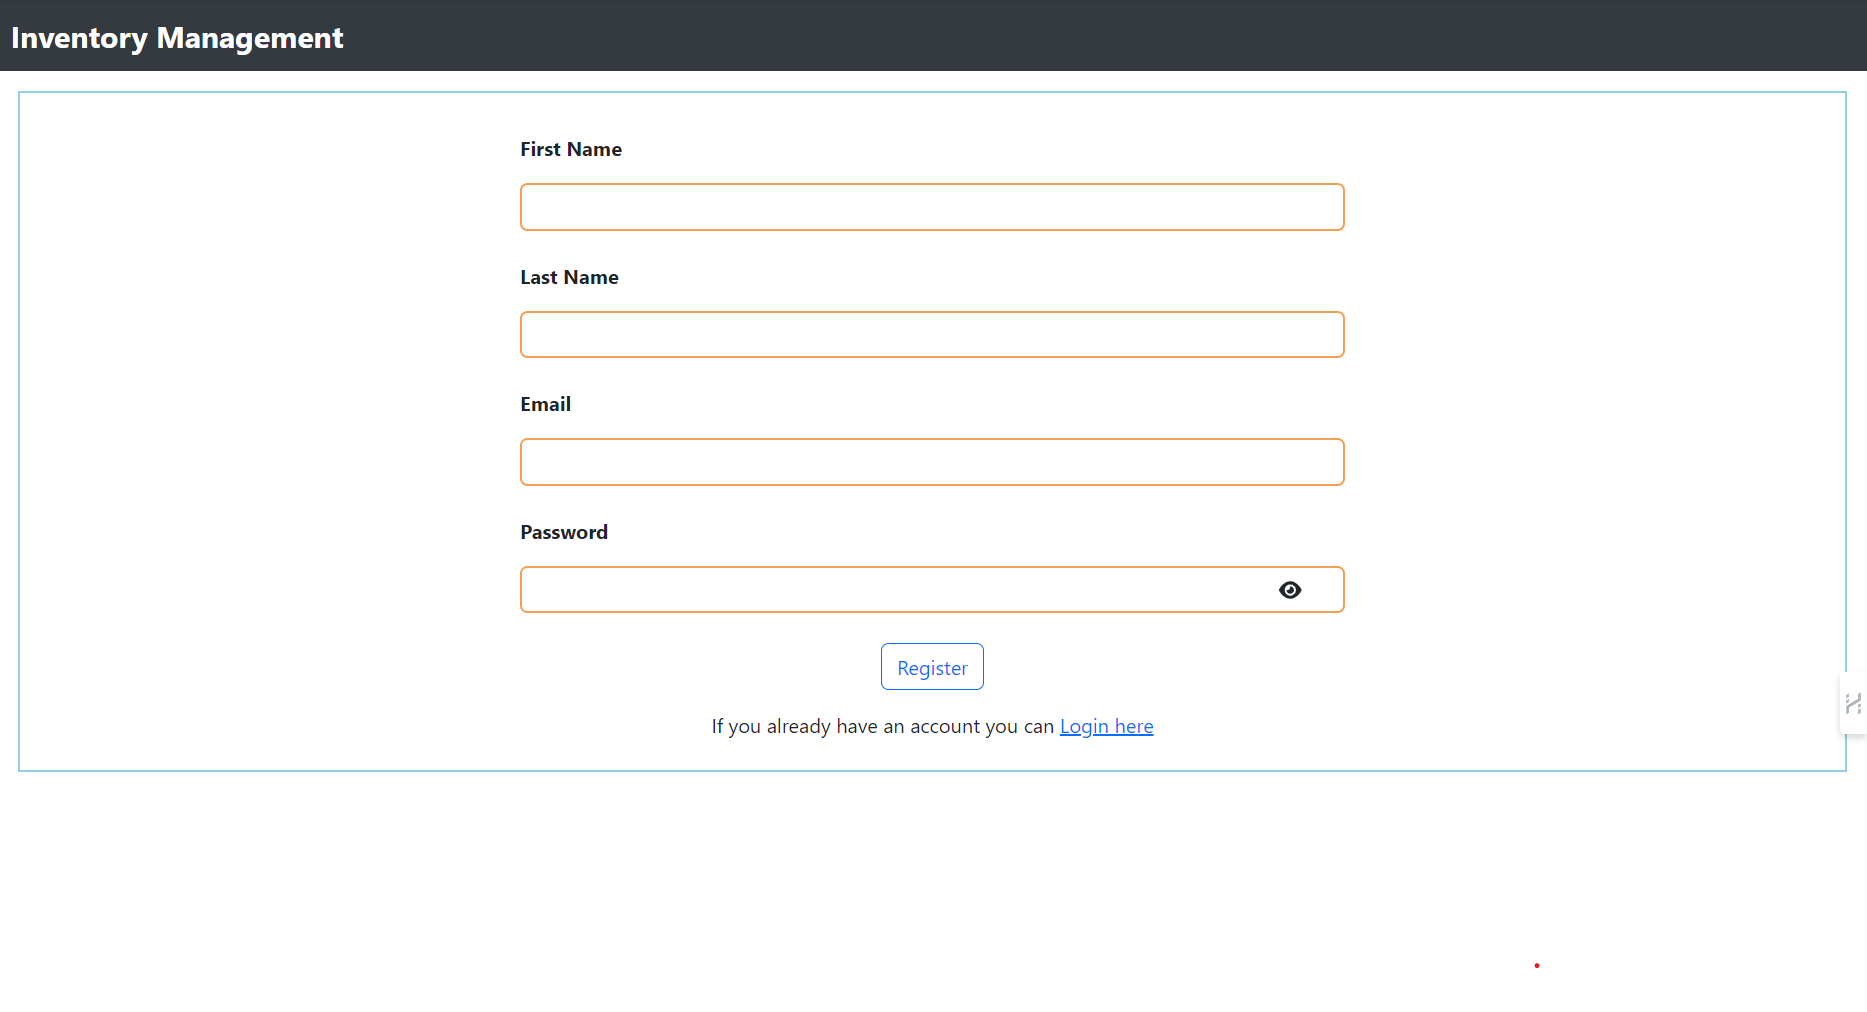 Inventory Management
First Name
Last Name
Email
Password
Register
If you already have an account you can Login here